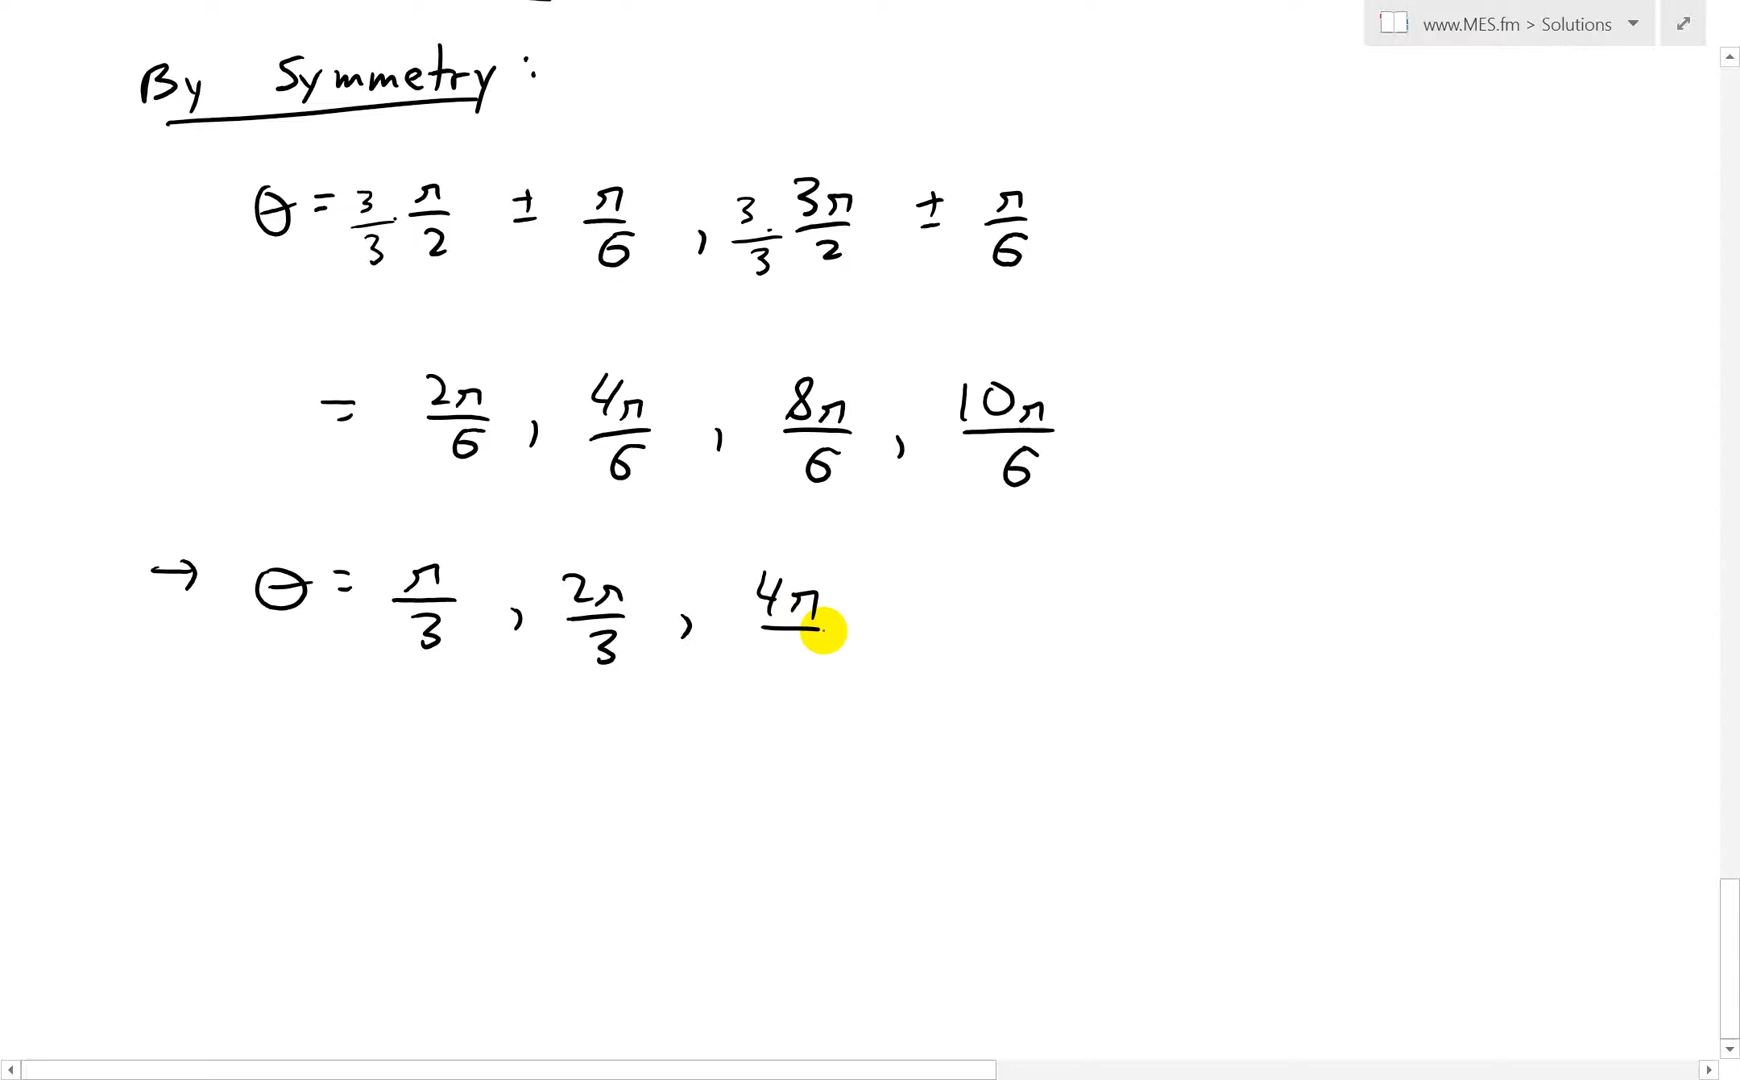 www.MES.fm > Solutions
By Symmetry:
θ = 3/3 · π/2 ± π/6 , 3/3 · 3π/2 ± π/6
= 2π/6 , 4π/6 , 8π/6 , 10π/6
→ θ = π/3 , 2π/3 , 4π/